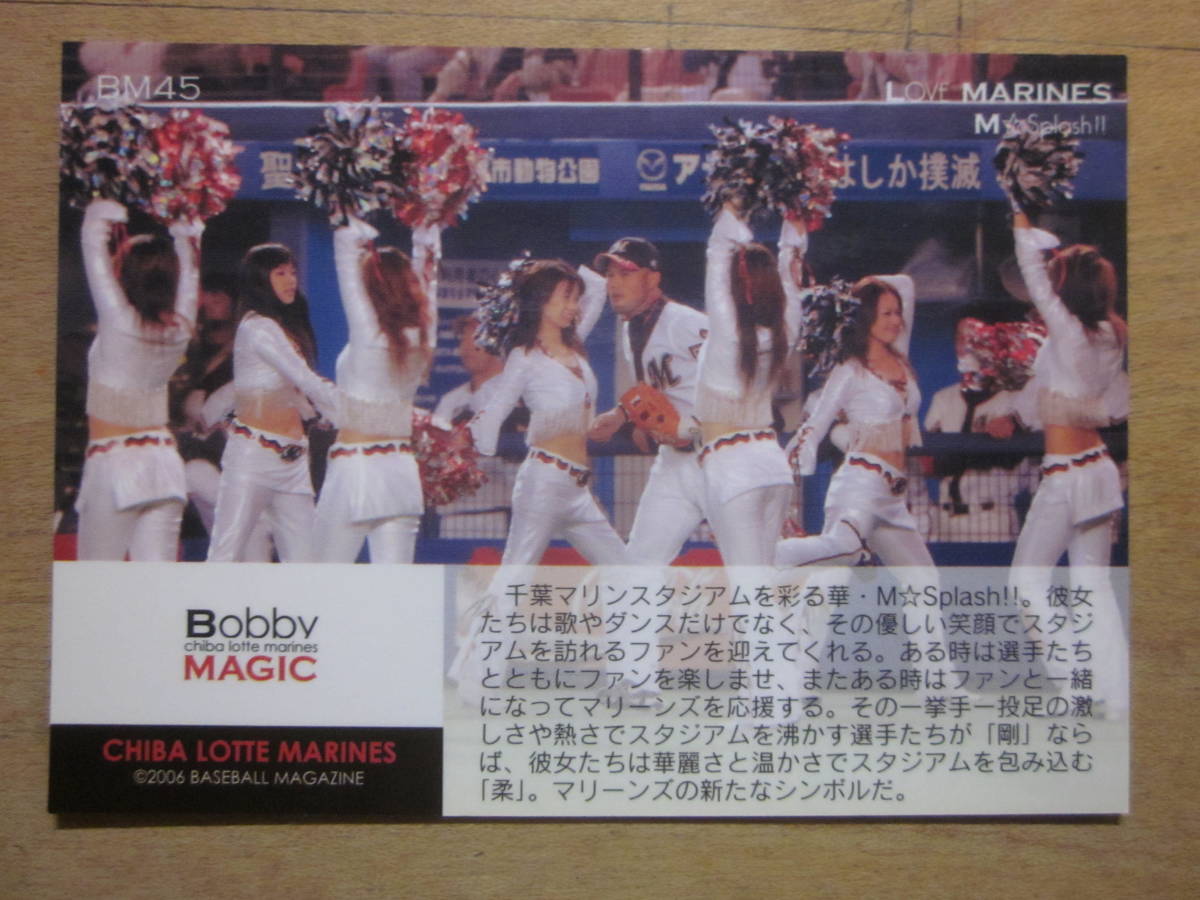 BM45
LOVE MARINES
M☆Splash!!
聖
市動物公園
mazda
ア
はしか撲滅
M
Bobby
chiba lotte marines
MAGIC
CHIBA LOTTE MARINES
©2006 BASEBALL MAGAZINE
千葉マリンスタジアムを彩る華・M☆Splash!!。彼女
たちは歌やダンスだけでなく、その優しい笑顔でスタジ
アムを訪れるファンを迎えてくれる。ある時は選手たち
とともにファンを楽しませ、またある時はファンと一緒
になってマリーンズを応援する。その一挙手一投足の激
しさや熱さでスタジアムを沸かす選手たちが「剛」なら
ば、彼女たちは華麗さと温かさでスタジアムを包み込む
「柔」。マリーンズの新たなシンボルだ。